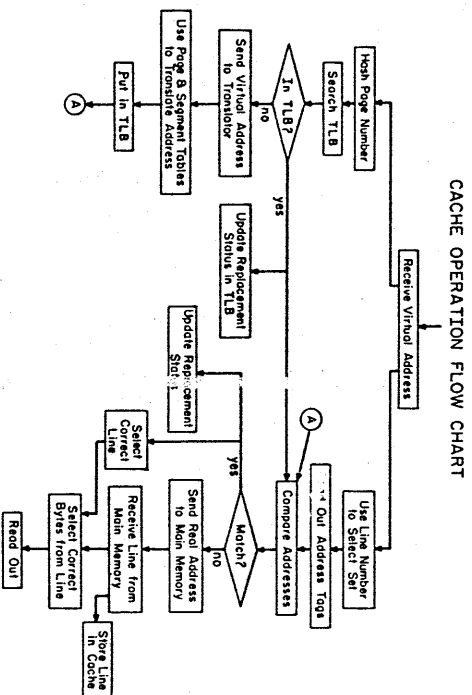 CACHE OPERATION FLOW CHART
Receive Virtual Address
Hash Page Number
Search TLB
In TLB?
yes
no
Send Virtual Address
to Translator
Use Page & Segment Tables
to Translate Address
Put in TLB
A
Update Replacement
Status in TLB
Use Line Number
to Select Set
Out Address Tags
A
Compare Addresses
Match?
yes
no
Update Replacement
Status
Select
Correct
Line
Send Real Address
to Main Memory
Receive Line from
Main Memory
Store Line
in Cache
Select Correct
Bytes from Line
Read Out